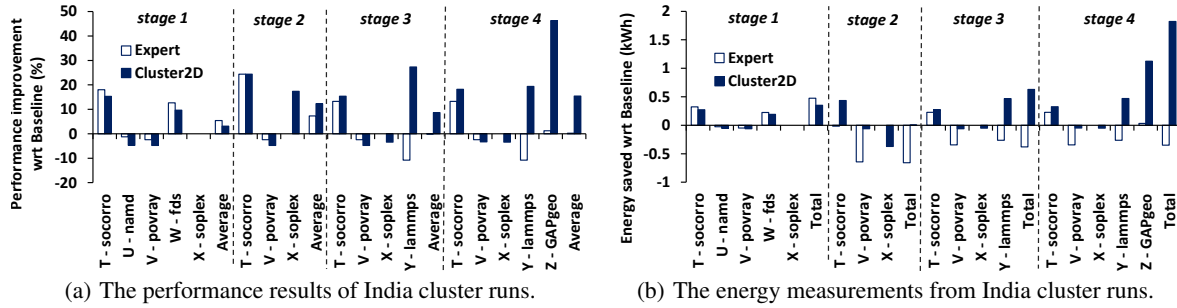 stage 1 stage 2 stage 3 stage 4
Performance improvement
wrt Baseline (%)
50
40
30
20
10
0
-10
-20
Expert
Cluster2D
T - socorro
U - namd
V - povray
W - fds
X - soplex
Average
T - socorro
V - povray
X - soplex
Average
T - socorro
V - povray
X - soplex
Y - lammps
Average
T - socorro
V - povray
X - soplex
Y - lammps
Z - GAPgeo
Average
(a) The performance results of India cluster runs.
stage 1 stage 2 stage 3 stage 4
Energy saved wrt Baseline (kWh)
2
1.5
1
0.5
0
-0.5
-1
Expert
Cluster2D
T - socorro
U - namd
V - povray
W - fds
X - soplex
Total
T - socorro
V - povray
X - soplex
Total
T - socorro
V - povray
X - soplex
Y - lammps
Total
T - socorro
V - povray
X - soplex
Y - lammps
Z - GAPgeo
Total
(b) The energy measurements from India cluster runs.